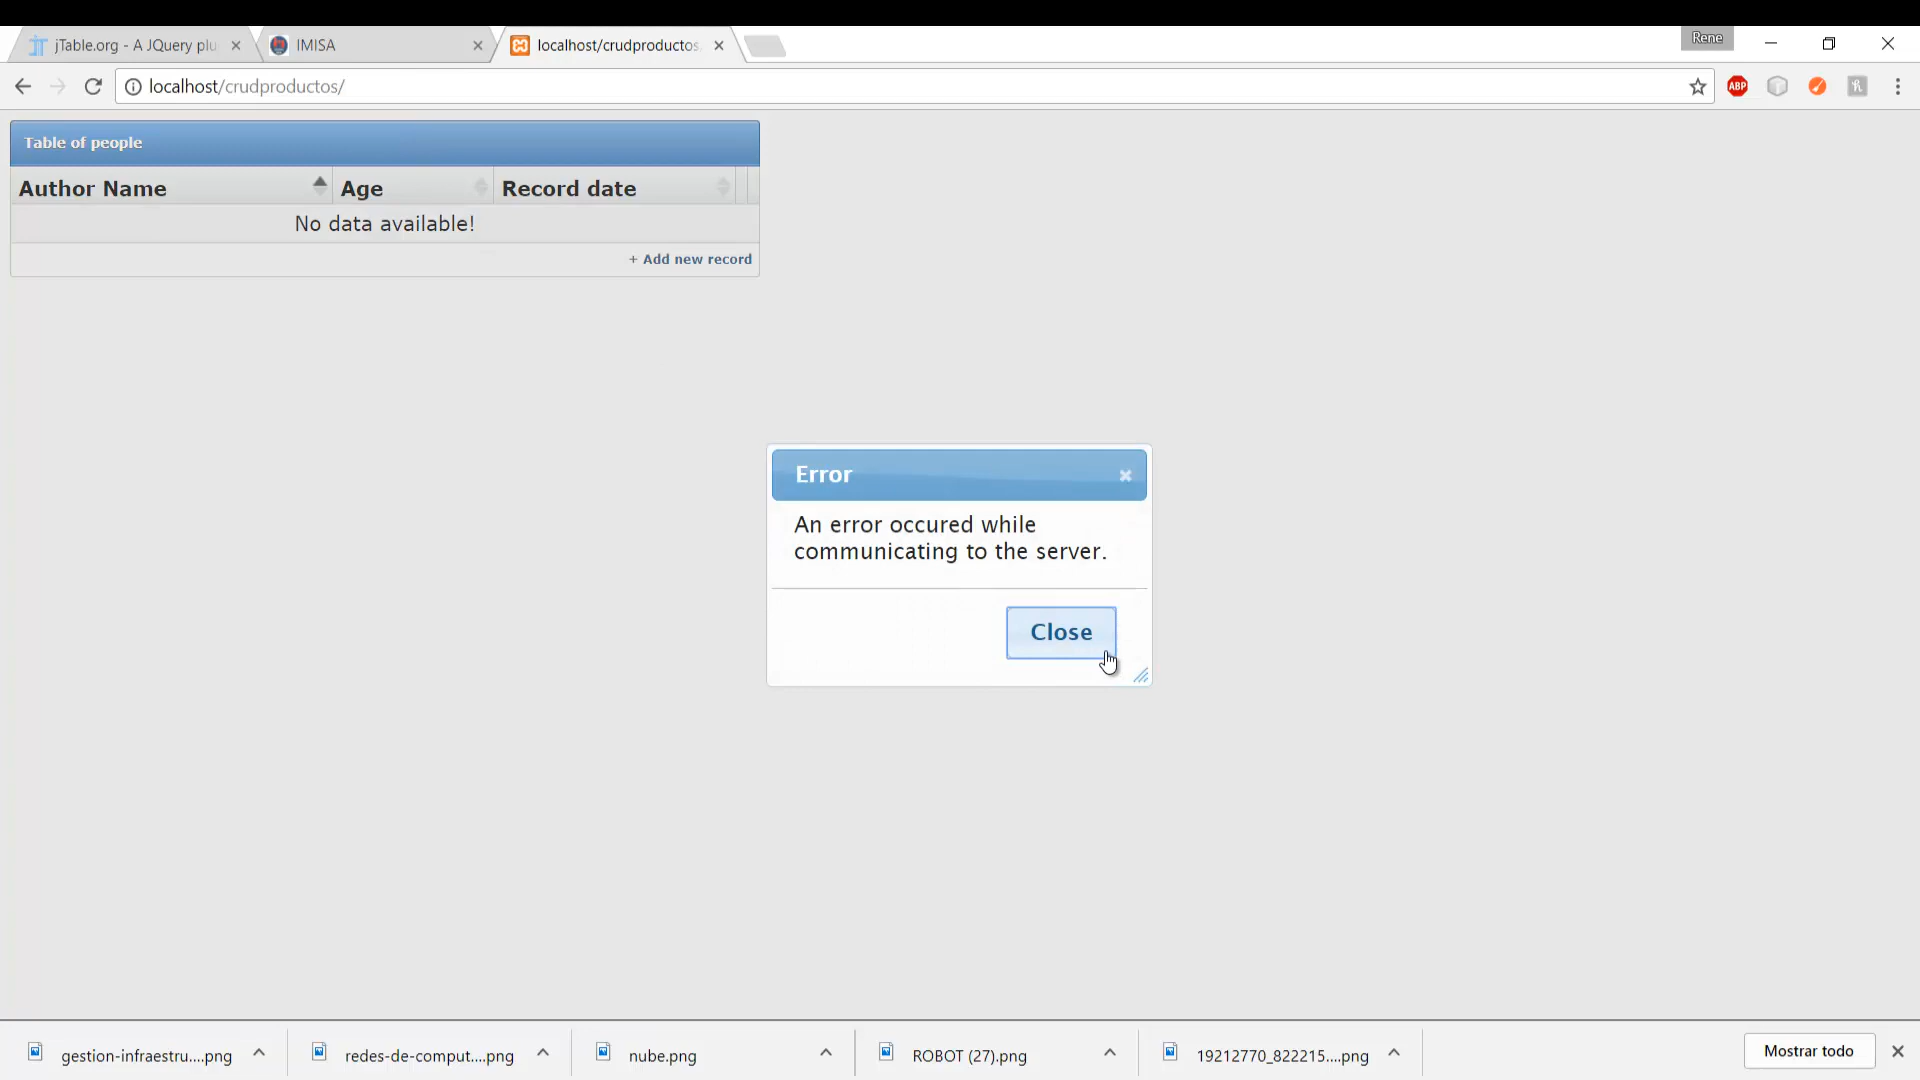 jTable.org - A JQuery plu
IMISA
localhost/crudproductos
Rene
localhost/crudproductos/
ABP
Table of people
Author Name Age Record date
No data available!
+ Add new record
Error
An error occured while
communicating to the server.
Close
gestion-infraestru....png
redes-de-comput....png
nube.png
ROBOT (27).png
19212770_822215....png
Mostrar todo